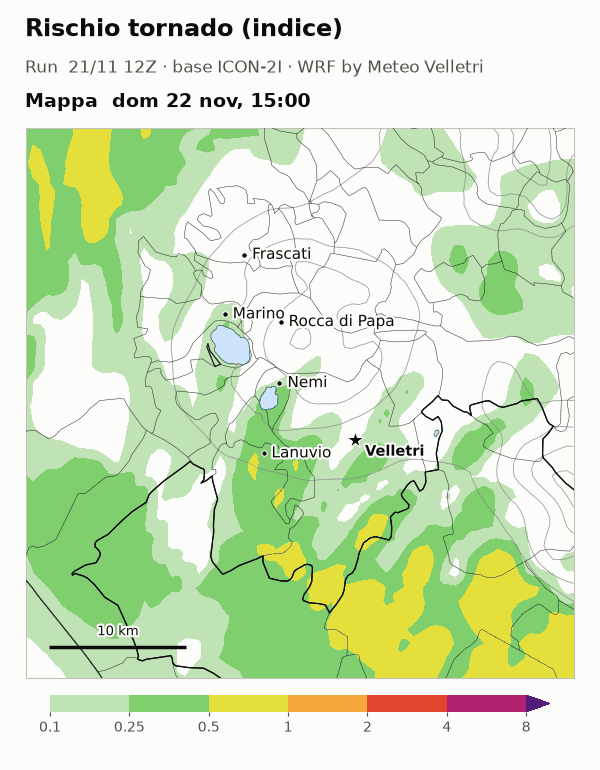 Rischio tornado (indice)
Run  21/11 12Z · base ICON-2I · WRF by Meteo Velletri
Mappa  dom 22 nov, 15:00
Frascati
Marino
Rocca di Papa
Nemi
Velletri
Lanuvio
10 km
0.1 0.25 0.5 1 2 4 8